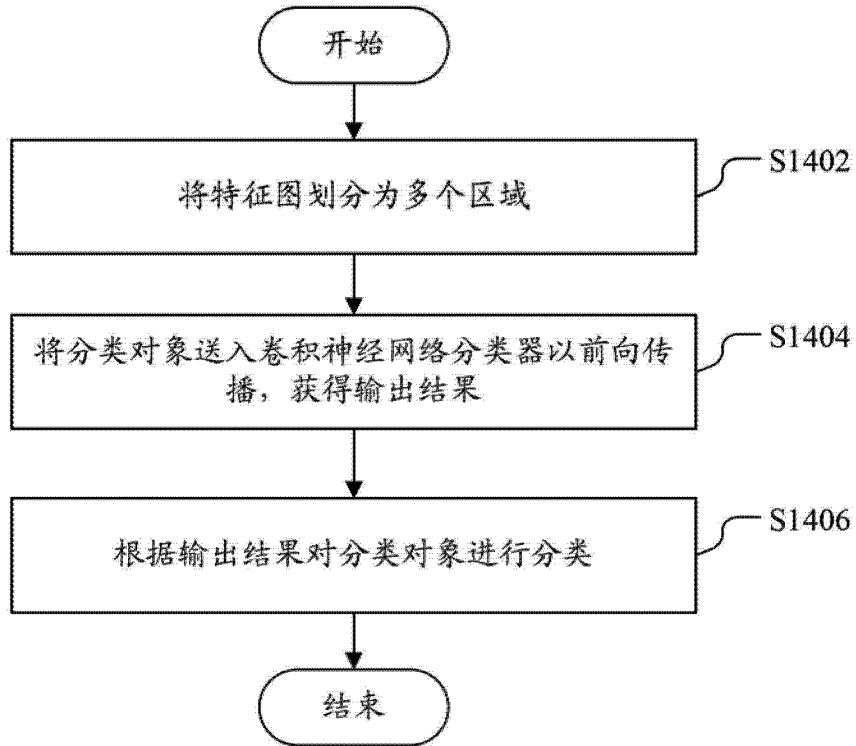 开始
将特征图划分为多个区域
S1402
将分类对象送入卷积神经网络分类器以前向传
播，获得输出结果
S1404
根据输出结果对分类对象进行分类
S1406
结束